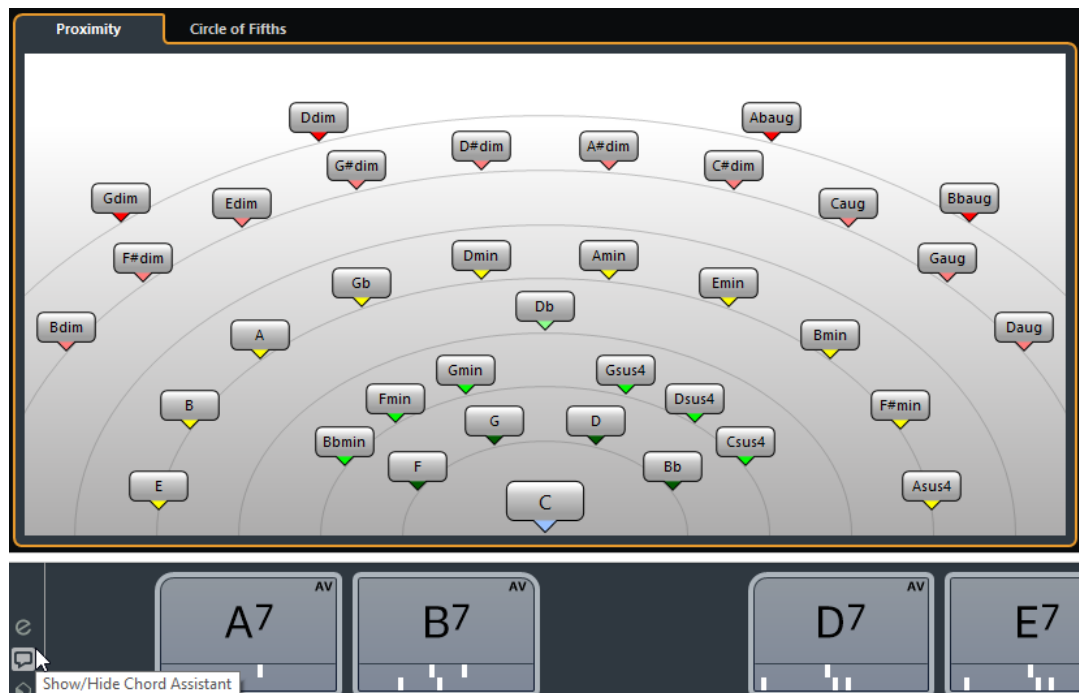 Proximity Circle of Fifths
Ddim Abaug
D#dim A#dim
G#dim C#dim
Gdim Edim Caug Bbaug
F#dim Dmin Amin Gaug
Gb Emin
Db
Bdim A Bmin Daug
Gmin Gsus4
Fmin Dsus4
B F#min
G D
Bbmin Csus4
F Bb
E Asus4
C
AV AV AV
A7 B7 D7 E7
e
Show/Hide Chord Assistant